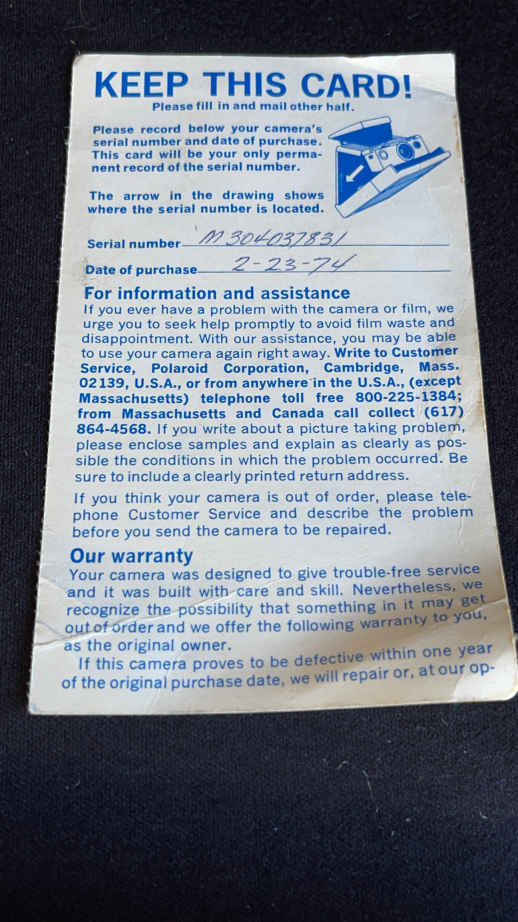 KEEP THIS CARD!
Please fill in and mail other half.
Please record below your camera's
serial number and date of purchase.
This card will be your only perma-
nent record of the serial number.
The arrow in the drawing shows
where the serial number is located.
Serial number M304037831
Date of purchase 2-23-74
For information and assistance
If you ever have a problem with the camera or film, we
urge you to seek help promptly to avoid film waste and
disappointment. With our assistance, you may be able
to use your camera again right away. Write to Customer
Service, Polaroid Corporation, Cambridge, Mass.
02139, U.S.A., or from anywhere in the U.S.A., (except
Massachusetts) telephone toll free 800-225-1384;
from Massachusetts and Canada call collect (617)
864-4568. If you write about a picture taking problem,
please enclose samples and explain as clearly as pos-
sible the conditions in which the problem occurred. Be
sure to include a clearly printed return address.
If you think your camera is out of order, please tele-
phone Customer Service and describe the problem
before you send the camera to be repaired.
Our warranty
Your camera was designed to give trouble-free service
and it was built with care and skill. Nevertheless, we
recognize the possibility that something in it may get
out of order and we offer the following warranty to you,
as the original owner.
If this camera proves to be defective within one year
of the original purchase date, we will repair or, at our op-